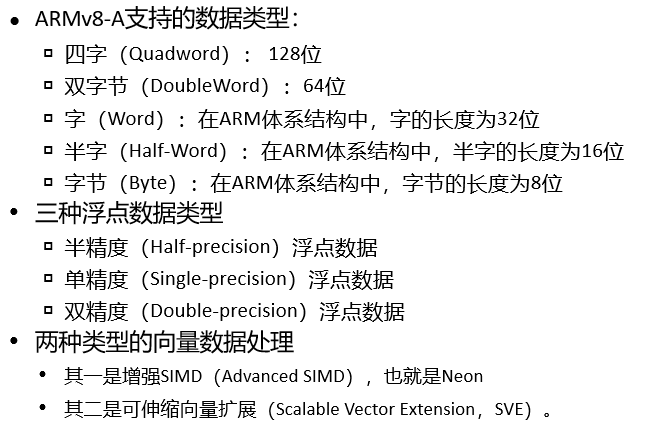 • ARMv8-A支持的数据类型：
四字（Quadword）： 128位
双字节（DoubleWord）：64位
字（Word）：在ARM体系结构中，字的长度为32位
半字（Half-Word）：在ARM体系结构中，半字的长度为16位
字节（Byte）：在ARM体系结构中，字节的长度为8位
• 三种浮点数据类型
半精度（Half-precision）浮点数据
单精度（Single-precision）浮点数据
双精度（Double-precision）浮点数据
• 两种类型的向量数据处理
• 其一是增强SIMD（Advanced SIMD），也就是Neon
• 其二是可伸缩向量扩展（Scalable Vector Extension，SVE）。